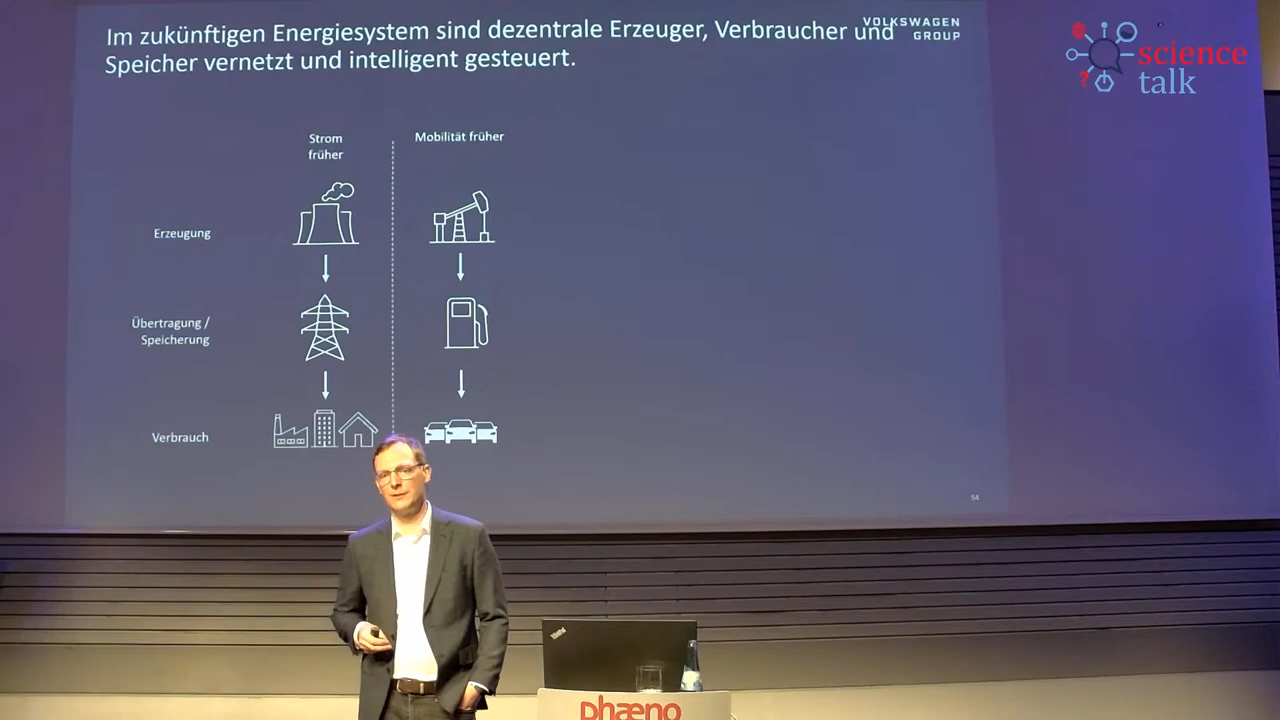 Im zukünftigen Energiesystem sind dezentrale Erzeuger, Verbraucher und
Speicher vernetzt und intelligent gesteuert.
VOLKSWAGEN
GROUP
science
talk
?
Strom
früher
Mobilität früher
Erzeugung
Übertragung /
Speicherung
Verbrauch
54
ThinkPad
phæno